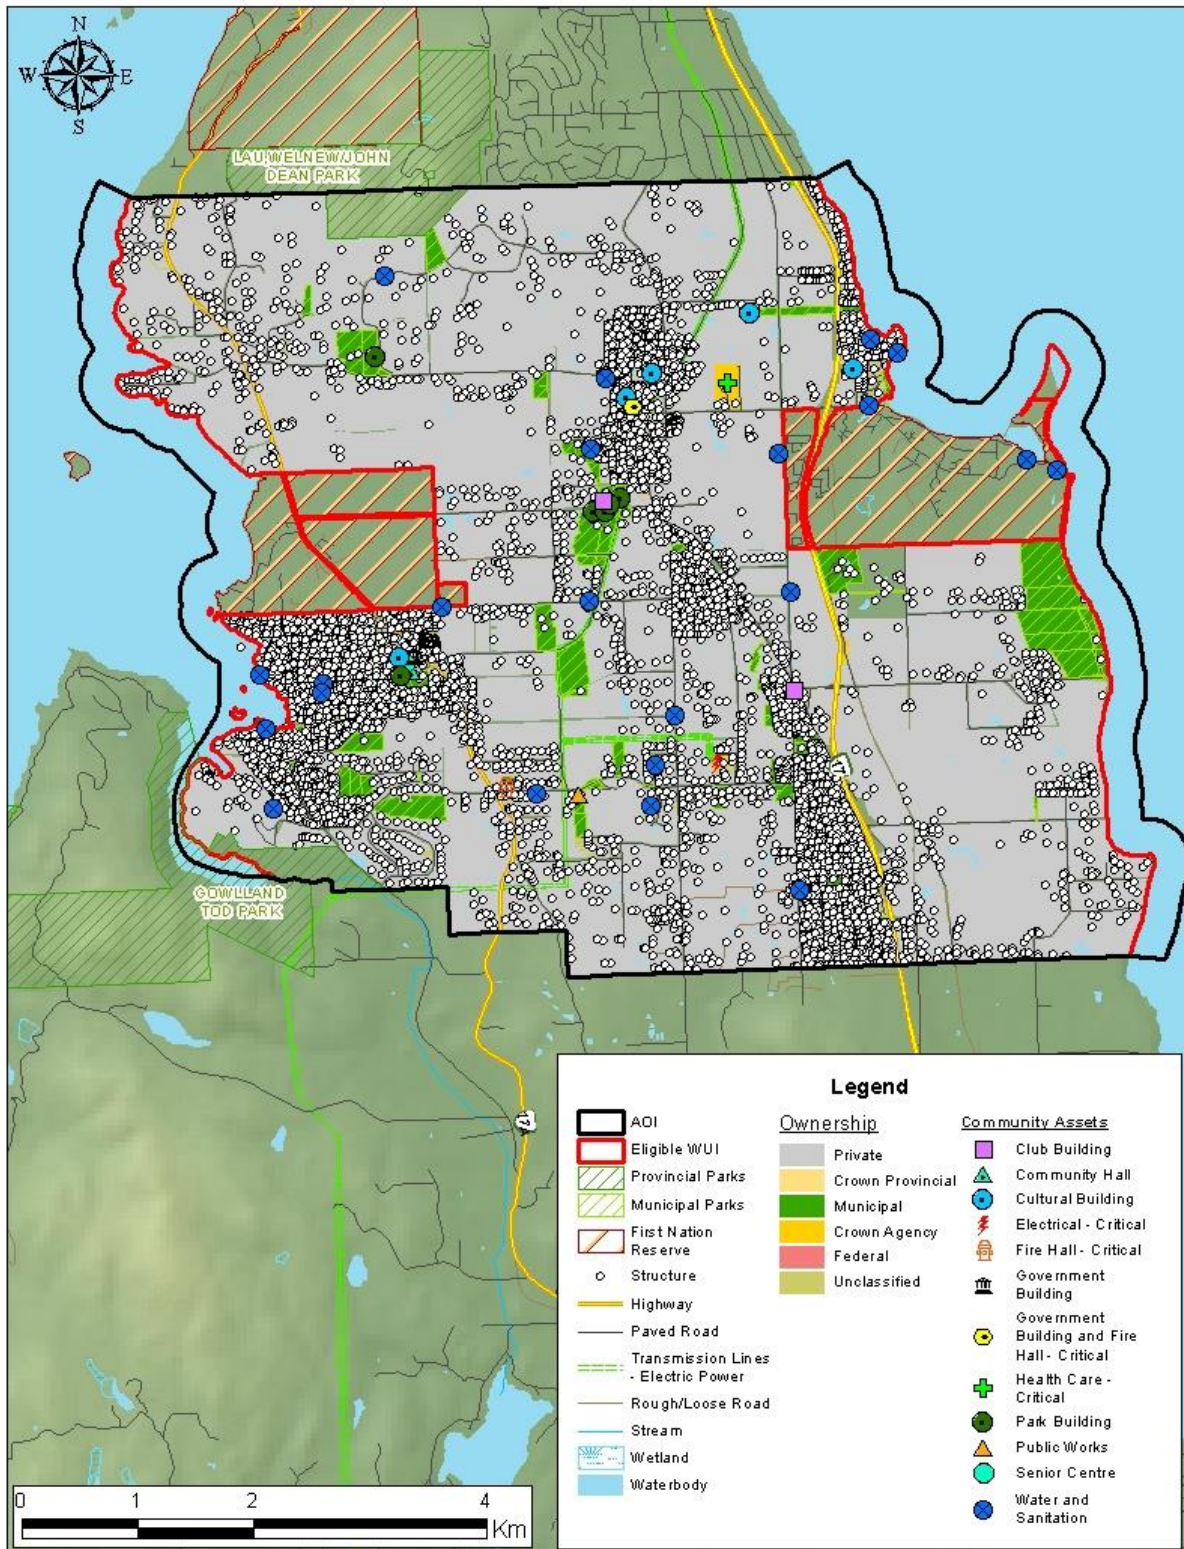 N
W E
S
LAU,WELNEW/JOHN
DEAN PARK
17
GOWLLAND
TOD PARK
17
Legend
AOI
Eligible WUI
Provincial Parks
Municipal Parks
First Nation
Reserve
Structure
Highway
Paved Road
Transmission Lines
- Electric Power
Rough/Loose Road
Stream
Wetland
Waterbody
Ownership
Private
Crown Provincial
Municipal
Crown Agency
Federal
Unclassified
Community Assets
Club Building
Community Hall
Cultural Building
Electrical - Critical
Fire Hall - Critical
Government
Building
Government
Building and Fire
Hall - Critical
Health Care -
Critical
Park Building
Public Works
Senior Centre
Water and
Sanitation
0 1 2 4
Km